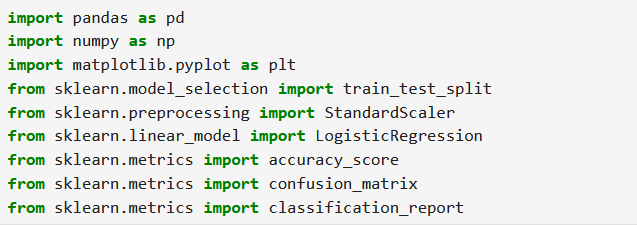 import pandas as pd
import numpy as np
import matplotlib.pyplot as plt
from sklearn.model_selection import train_test_split
from sklearn.preprocessing import StandardScaler
from sklearn.linear_model import LogisticRegression
from sklearn.metrics import accuracy_score
from sklearn.metrics import confusion_matrix
from sklearn.metrics import classification_report